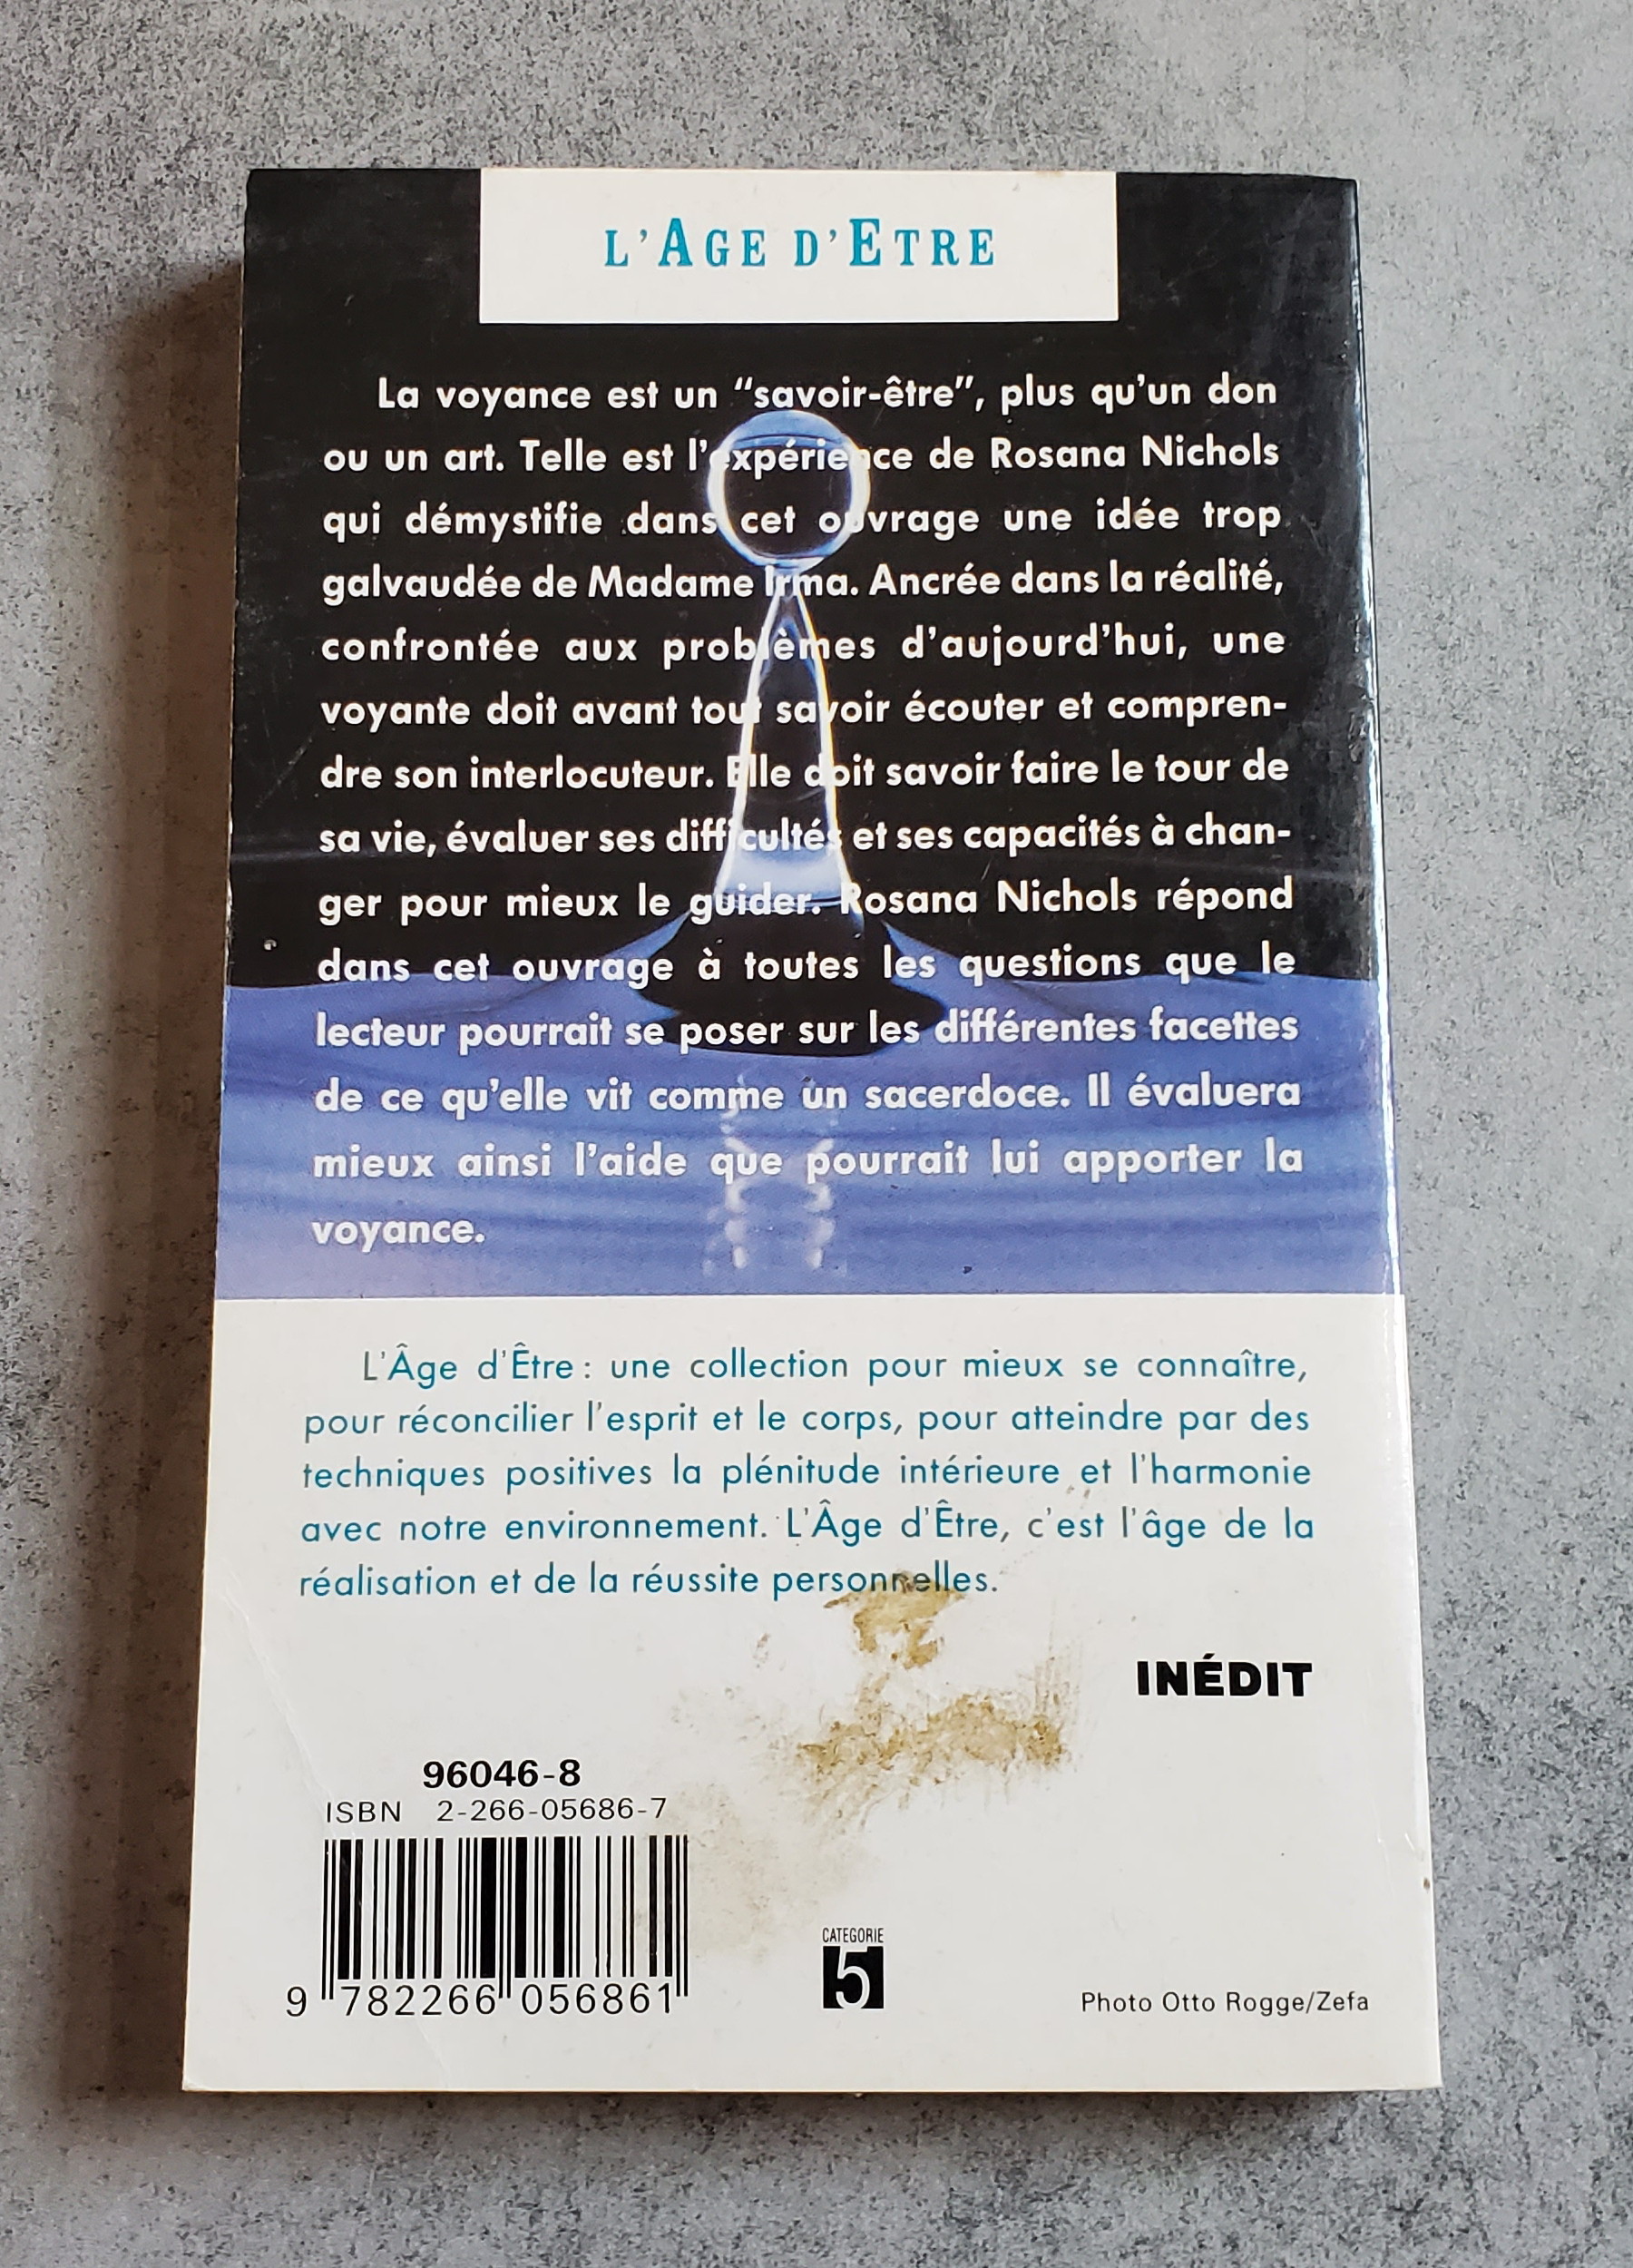 L'AGE D'ETRE
La voyance est un "savoir-être", plus qu'un don
ou un art. Telle est l'expérience de Rosana Nichols
qui démystifie dans cet ouvrage une idée trop
galvaudée de Madame Irma. Ancrée dans la réalité,
confrontée aux problèmes d'aujourd'hui, une
voyante doit avant tout savoir écouter et compren-
dre son interlocuteur. Elle doit savoir faire le tour de
sa vie, évaluer ses difficultés et ses capacités à chan-
ger pour mieux le guider. Rosana Nichols répond
dans cet ouvrage à toutes les questions que le
lecteur pourrait se poser sur les différentes facettes
de ce qu'elle vit comme un sacerdoce. Il évaluera
mieux ainsi l'aide que pourrait lui apporter la
voyance.
L'Âge d'Être : une collection pour mieux se connaître,
pour réconcilier l'esprit et le corps, pour atteindre par des
techniques positives la plénitude intérieure et l'harmonie
avec notre environnement. L'Âge d'Être, c'est l'âge de la
réalisation et de la réussite personnelles.
INÉDIT
96046-8
ISBN 2-266-05686-7
9 782266 056861
CATEGORIE
5
Photo Otto Rogge/Zefa